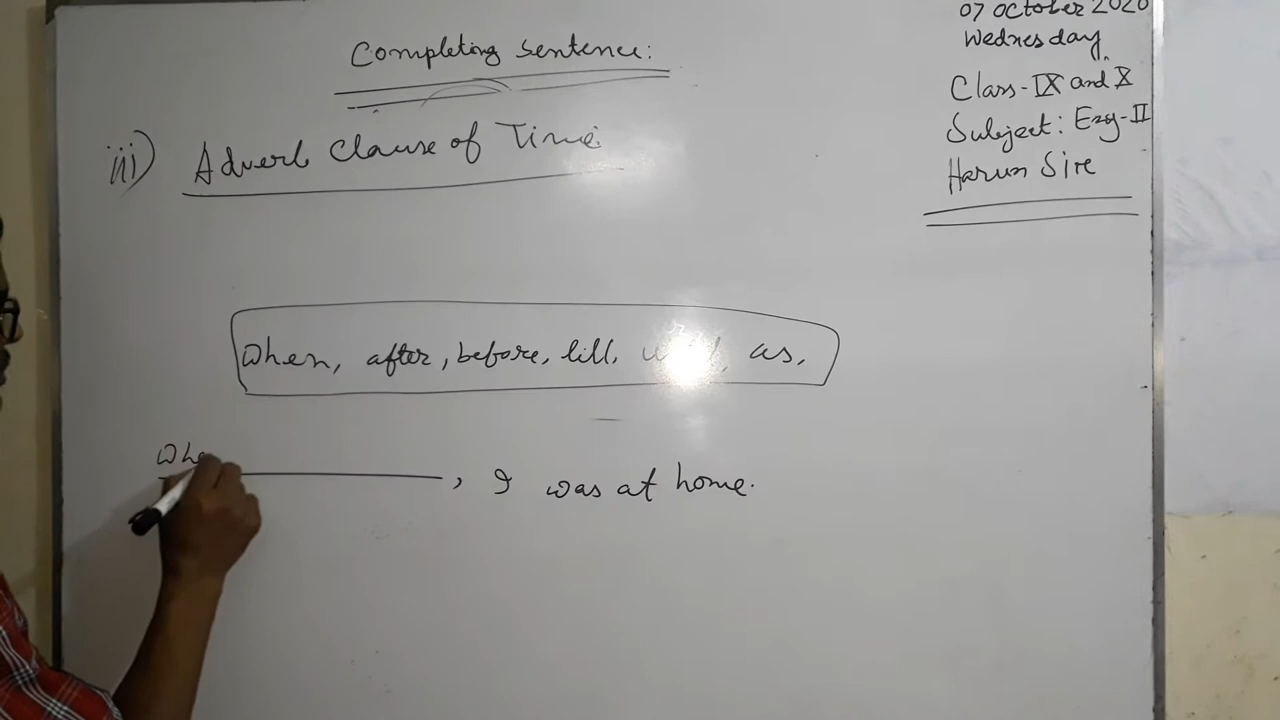 07 October 2020
Wednesday
Class - IX and X
Subject: Eng-II
Harun Sire
Completing Sentence:
iii) Adverb Clause of Time
When, after, before, till, as,
Whe
, I was at home.